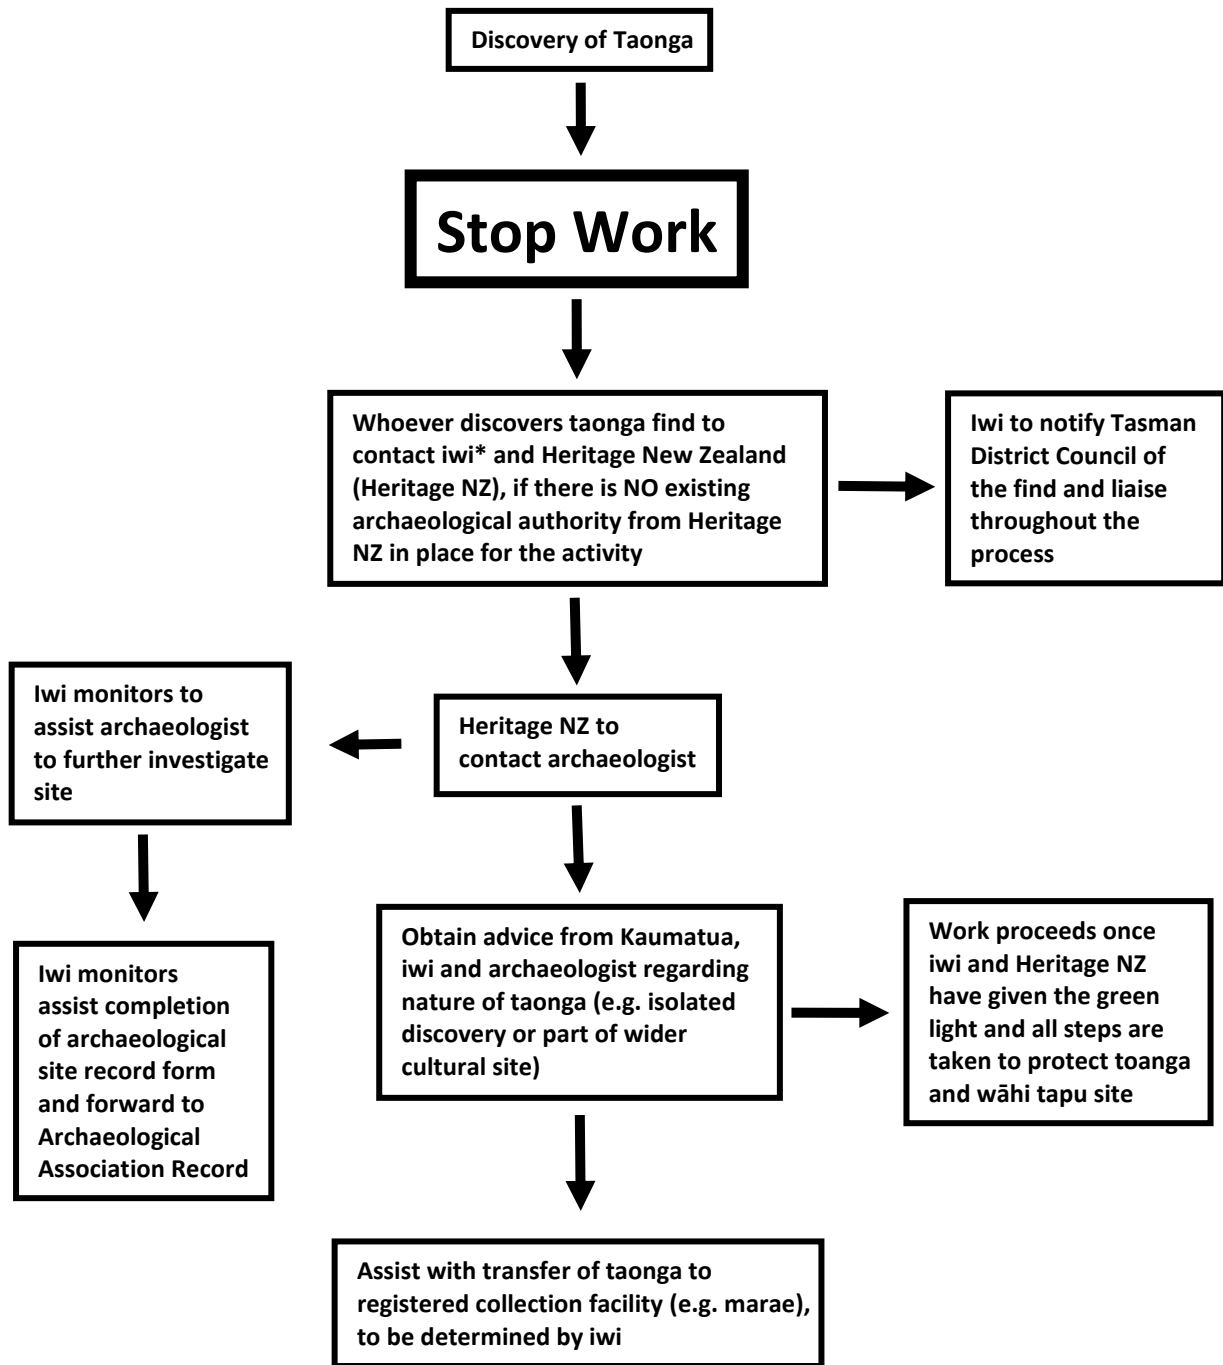 Discovery of Taonga
Stop Work
Whoever discovers taonga find to
contact iwi* and Heritage New Zealand
(Heritage NZ), if there is NO existing
archaeological authority from Heritage
NZ in place for the activity
Iwi to notify Tasman
District Council of
the find and liaise
throughout the
process
Iwi monitors to
assist archaeologist
to further investigate
site
Heritage NZ to
contact archaeologist
Iwi monitors
assist completion
of archaeological
site record form
and forward to
Archaeological
Association Record
Obtain advice from Kaumatua,
iwi and archaeologist regarding
nature of taonga (e.g. isolated
discovery or part of wider
cultural site)
Work proceeds once
iwi and Heritage NZ
have given the green
light and all steps are
taken to protect toanga
and wāhi tapu site
Assist with transfer of taonga to
registered collection facility (e.g. marae),
to be determined by iwi